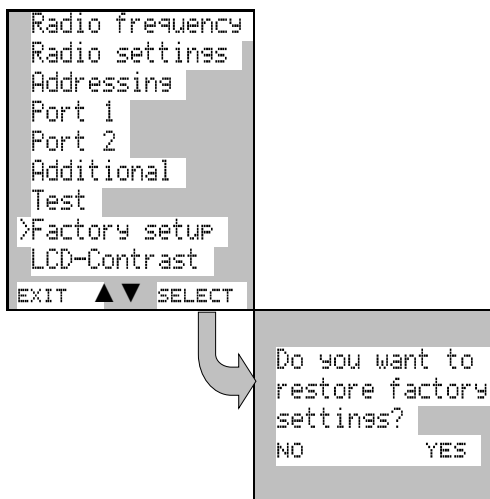 Radio frequency
Radio settings
Addressing
Port 1
Port 2
Additional
Test
>Factory setup
LCD-Contrast
EXIT ▲ ▼ SELECT
Do you want to
restore factory
settings?
NO YES